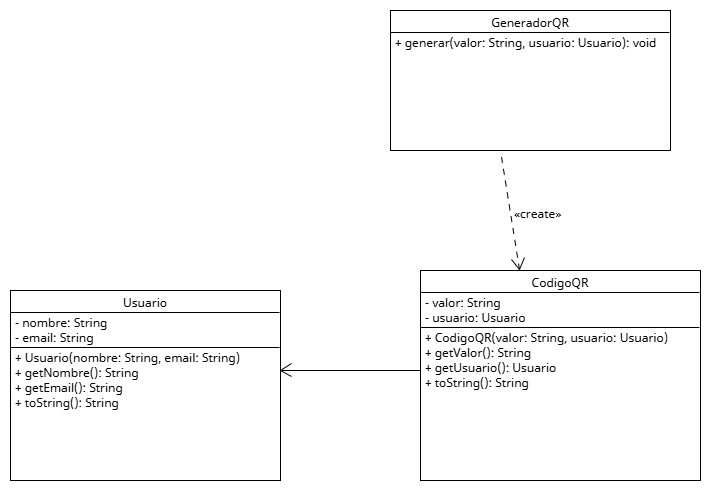 GeneradorQR
+ generar(valor: String, usuario: Usuario): void
«create»
CodigoQR
- valor: String
- usuario: Usuario
+ CodigoQR(valor: String, usuario: Usuario)
+ getValor(): String
+ getUsuario(): Usuario
+ toString(): String
Usuario
- nombre: String
- email: String
+ Usuario(nombre: String, email: String)
+ getNombre(): String
+ getEmail(): String
+ toString(): String